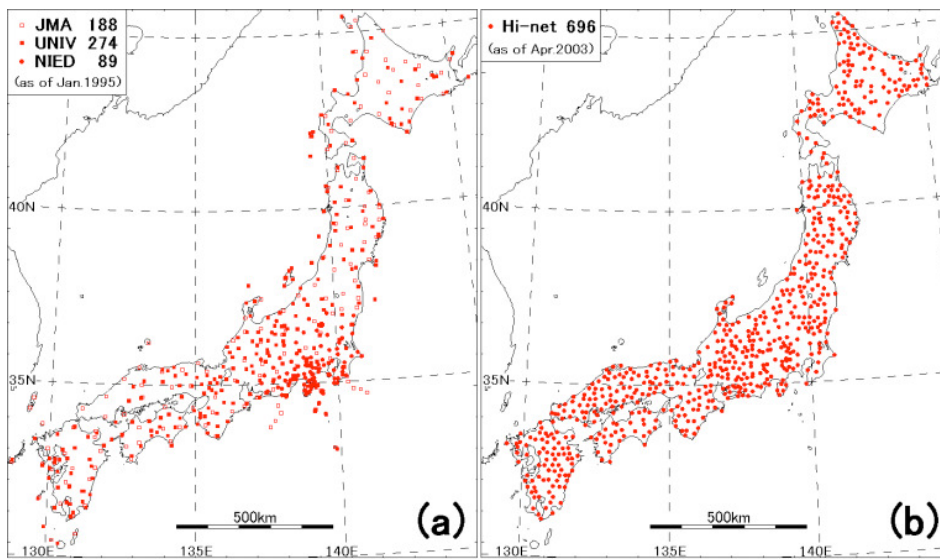 JMA 188
UNIV 274
NIED 89
(as of Jan.1995)
40N
35N
500km
(a)
130E
135E
140E
Hi-net 696
(as of Apr.2003)
40N
35N
500km
(b)
130E
135E
140E